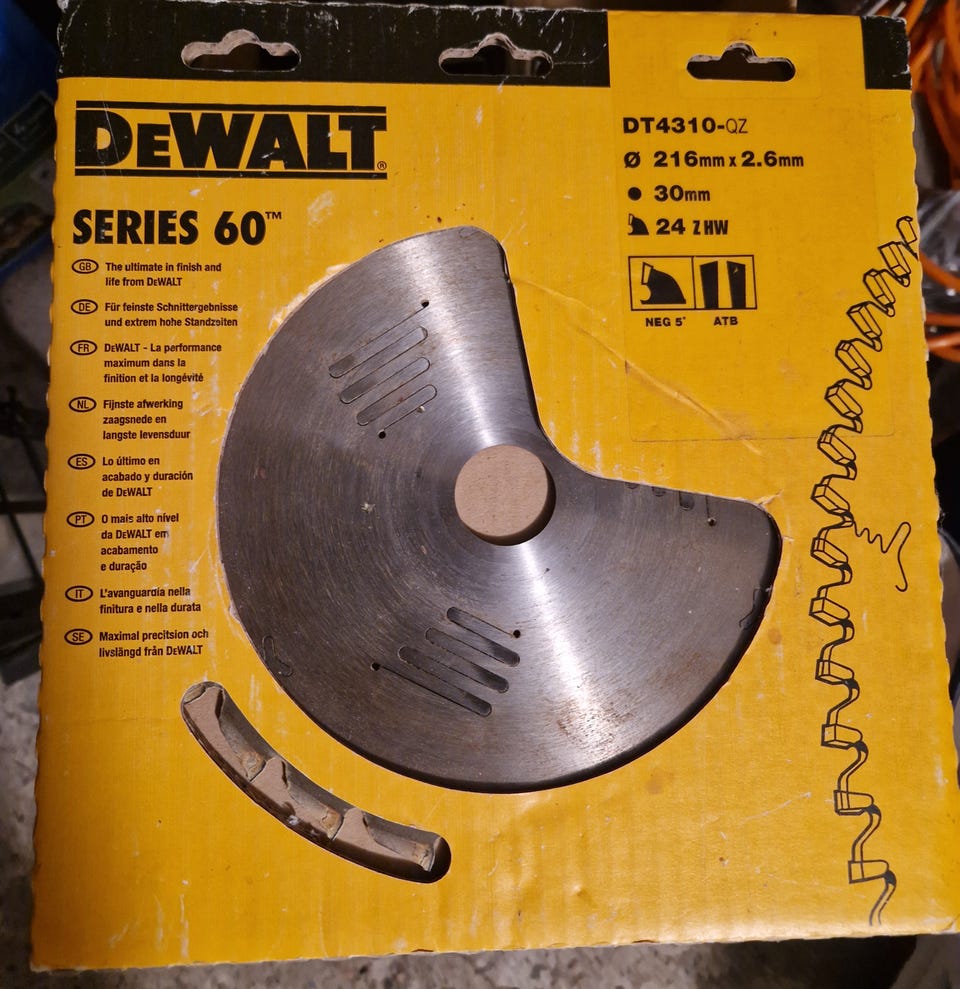 DEWALT®
SERIES 60™
GB The ultimate in finish and
life from DEWALT
DE Für feinste Schnittergebnisse
und extrem hohe Standzeiten
FR DEWALT - La performance
maximum dans la
finition et la longévité
NL Fijnste afwerking
zaagsnede en
langste levensduur
ES Lo último en
acabado y duración
de DEWALT
PT O mais alto nível
da DEWALT em
acabamento
e duração
IT L'avanguardia nella
finitura e nella durata
SE Maximal precitsion och
livslängd från DEWALT
DT4310-QZ
Ø 216mm x 2.6mm
● 30mm
24 Z HW
NEG 5° ATB